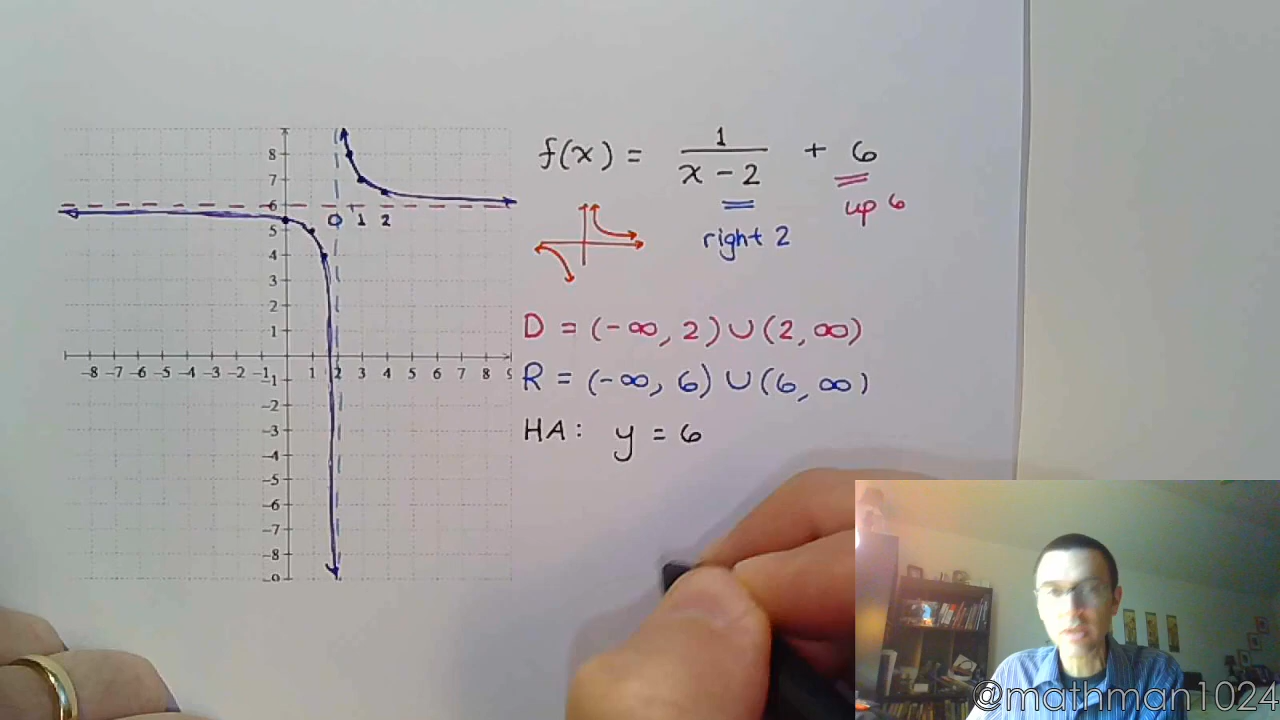 f(x) = 1/(x - 2) + 6
up 6
right 2
D = (-∞, 2) ∪ (2, ∞)
R = (-∞, 6) ∪ (6, ∞)
HA: y = 6
8
7
6
5
4
3
2
1
0 1 2
-8 -7 -6 -5 -4 -3 -2 -1 1 2 3 4 5 6 7 8 9
-1
-2
-3
-4
-5
-6
-7
-8
-9
@mathman1024